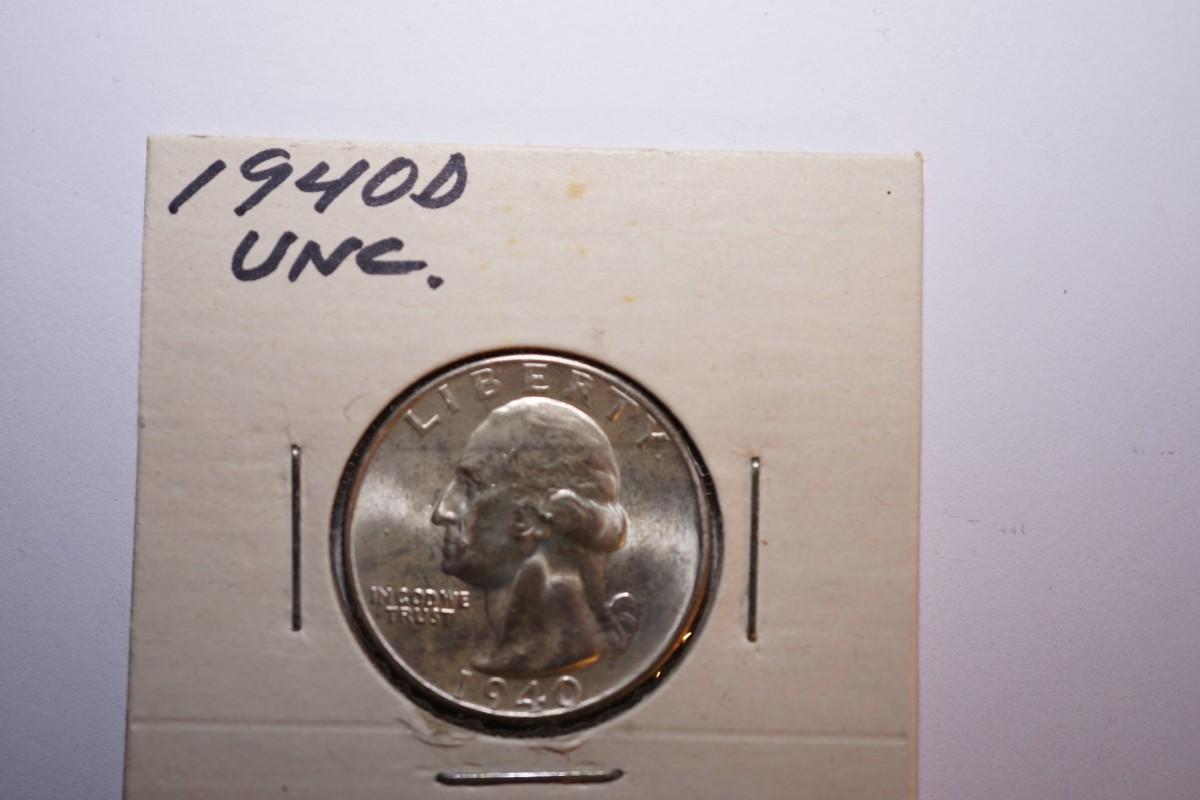 1940D
UNC.
LIBERTY
IN GOD WE
TRUST
1940